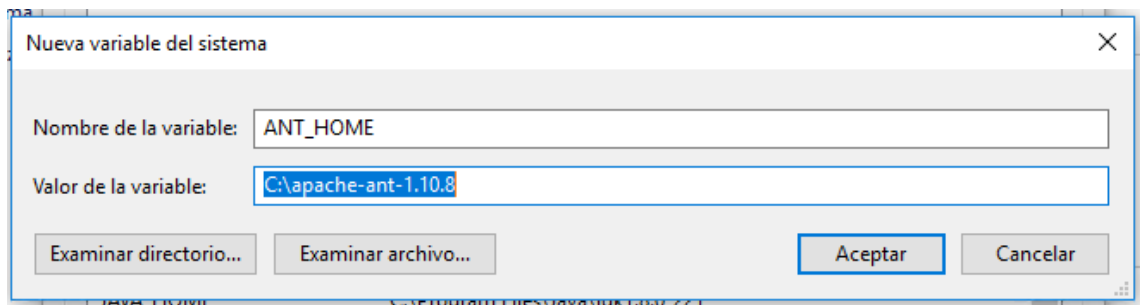 ma
Nueva variable del sistema
Nombre de la variable: ANT_HOME
Valor de la variable: C:\apache-ant-1.10.8
Examinar directorio... Examinar archivo... Aceptar Cancelar